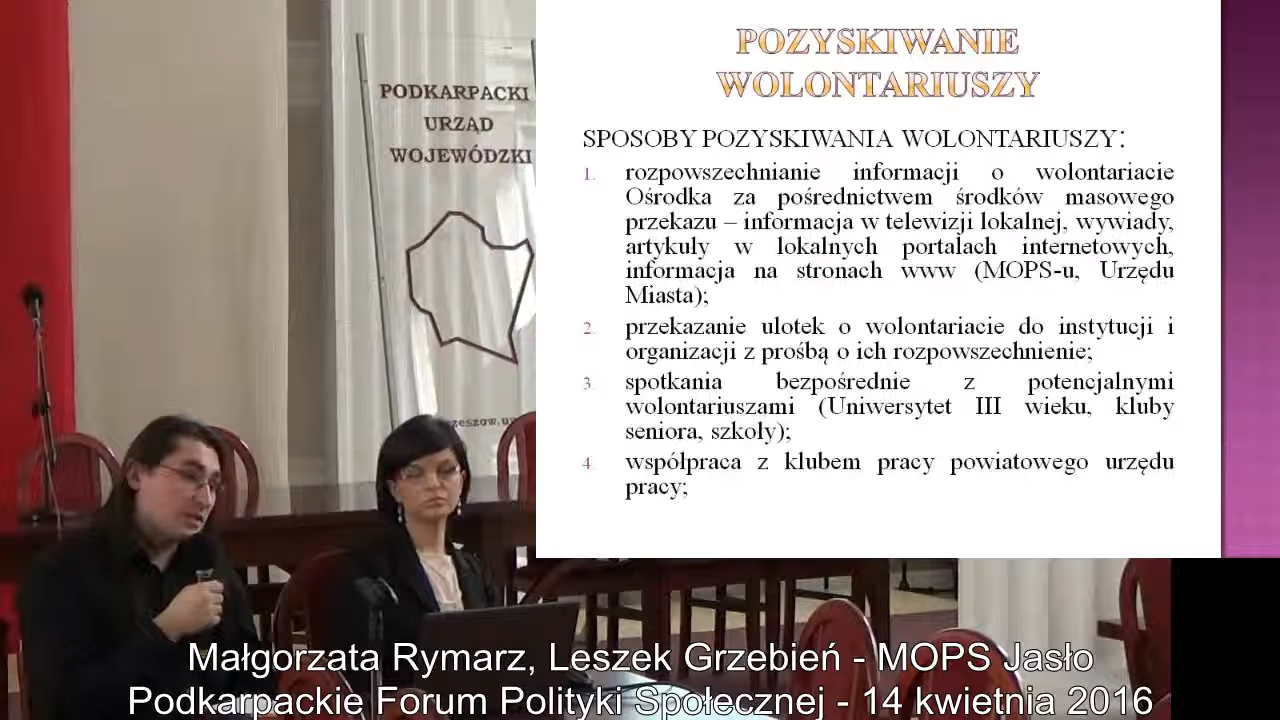 PODKARPACKI
URZĄD
WOJEWÓDZKI
POZYSKIWANIE
WOLONTARIUSZY
SPOSOBY POZYSKIWANIA WOLONTARIUSZY:
1. rozpowszechnianie informacji o wolontariacie
Ośrodka za pośrednictwem środków masowego
przekazu – informacja w telewizji lokalnej, wywiady,
artykuły w lokalnych portalach internetowych,
informacja na stronach www (MOPS-u, Urzędu
Miasta);
2. przekazanie ulotek o wolontariacie do instytucji i
organizacji z prośbą o ich rozpowszechnienie;
3. spotkania bezpośrednie z potencjalnymi
wolontariuszami (Uniwersytet III wieku, kluby
seniora, szkoły);
4. współpraca z klubem pracy powiatowego urzędu
pracy;
Małgorzata Rymarz, Leszek Grzebień - MOPS Jasło
Podkarpackie Forum Polityki Społecznej - 14 kwietnia 2016